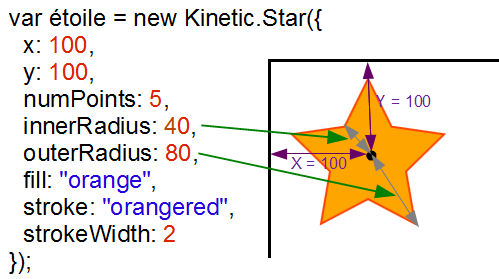 var étoile = new Kinetic.Star({
x: 100,
y: 100,
numPoints: 5,
innerRadius: 40,
outerRadius: 80,
fill: "orange",
stroke: "orangered",
strokeWidth: 2
});
Y = 100
X = 100